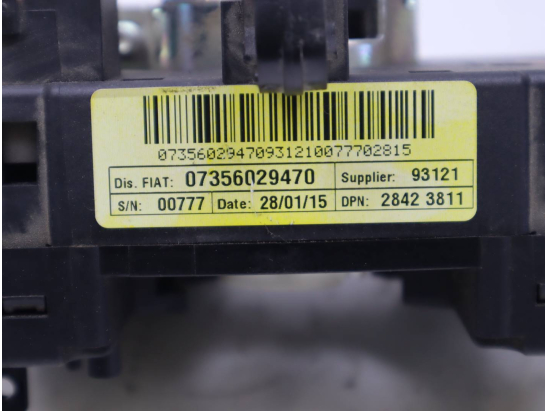 07356029470931210077702815
Dis. FIAT: 07356029470 Supplier: 93121
S/N: 00777 Date: 28/01/15 DPN: 2842 3811